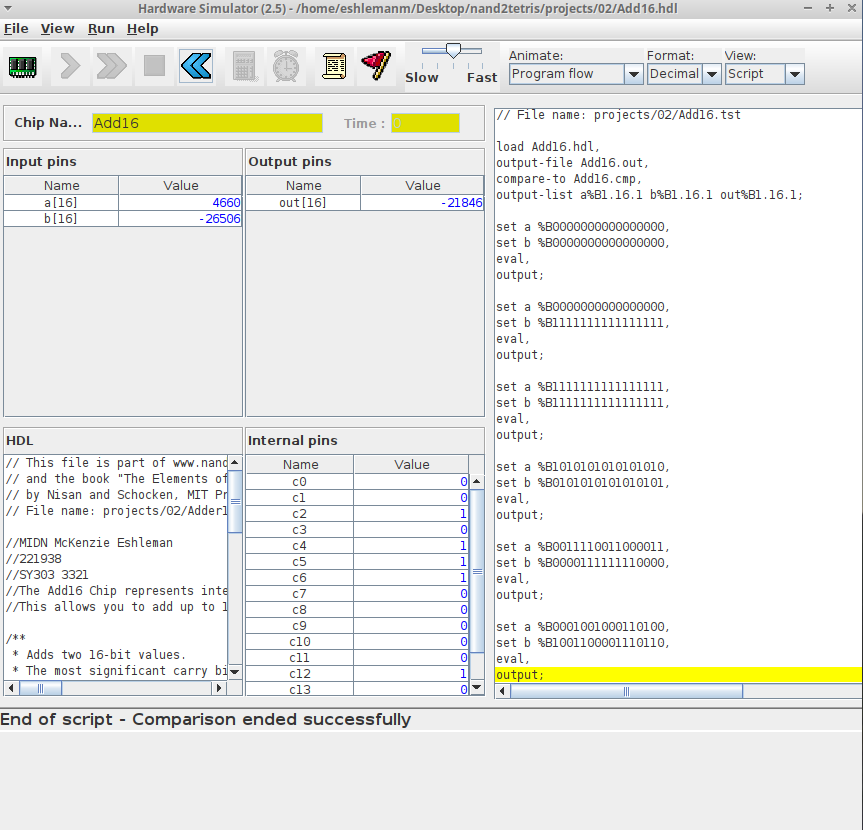 Hardware Simulator (2.5) - /home/eshlemanm/Desktop/nand2tetris/projects/02/Add16.hdl
File View Run Help
Slow Fast
Animate: Format: View:
Program flow Decimal Script
Chip Na... Add16 Time : 0
Input pins
Name Value
a[16] 4660
b[16] -26506
Output pins
Name Value
out[16] -21846
HDL
// This file is part of www.nand
// and the book "The Elements of
// by Nisan and Schocken, MIT Pr
// File name: projects/02/Adder1
//MIDN McKenzie Eshleman
//221938
//SY303 3321
//The Add16 Chip represents inte
//This allows you to add up to 1
/**
* Adds two 16-bit values.
* The most significant carry bi
Internal pins
Name Value
c0 0
c1 0
c2 1
c3 0
c4 1
c5 1
c6 1
c7 0
c8 0
c9 0
c10 0
c11 0
c12 1
c13 0
// File name: projects/02/Add16.tst
load Add16.hdl,
output-file Add16.out,
compare-to Add16.cmp,
output-list a%B1.16.1 b%B1.16.1 out%B1.16.1;
set a %B0000000000000000,
set b %B0000000000000000,
eval,
output;
set a %B0000000000000000,
set b %B1111111111111111,
eval,
output;
set a %B1111111111111111,
set b %B1111111111111111,
eval,
output;
set a %B1010101010101010,
set b %B0101010101010101,
eval,
output;
set a %B0011110011000011,
set b %B0000111111110000,
eval,
output;
set a %B0001001000110100,
set b %B1001100001110110,
eval,
output;
End of script - Comparison ended successfully